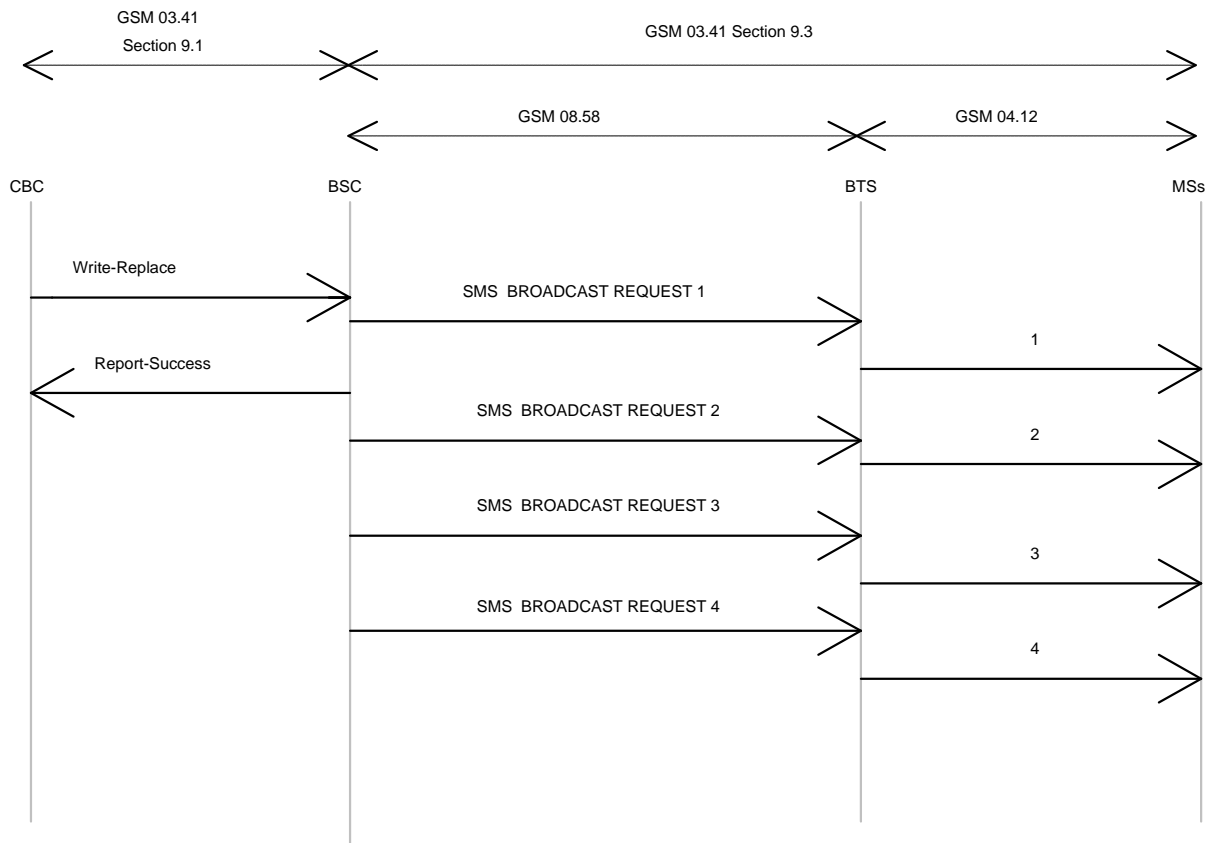 GSM 03.41
Section 9.1
GSM 03.41 Section 9.3
GSM 08.58
GSM 04.12
CBC
BSC
BTS
MSs
Write-Replace
SMS BROADCAST REQUEST 1
1
Report-Success
SMS BROADCAST REQUEST 2
2
SMS BROADCAST REQUEST 3
3
SMS BROADCAST REQUEST 4
4